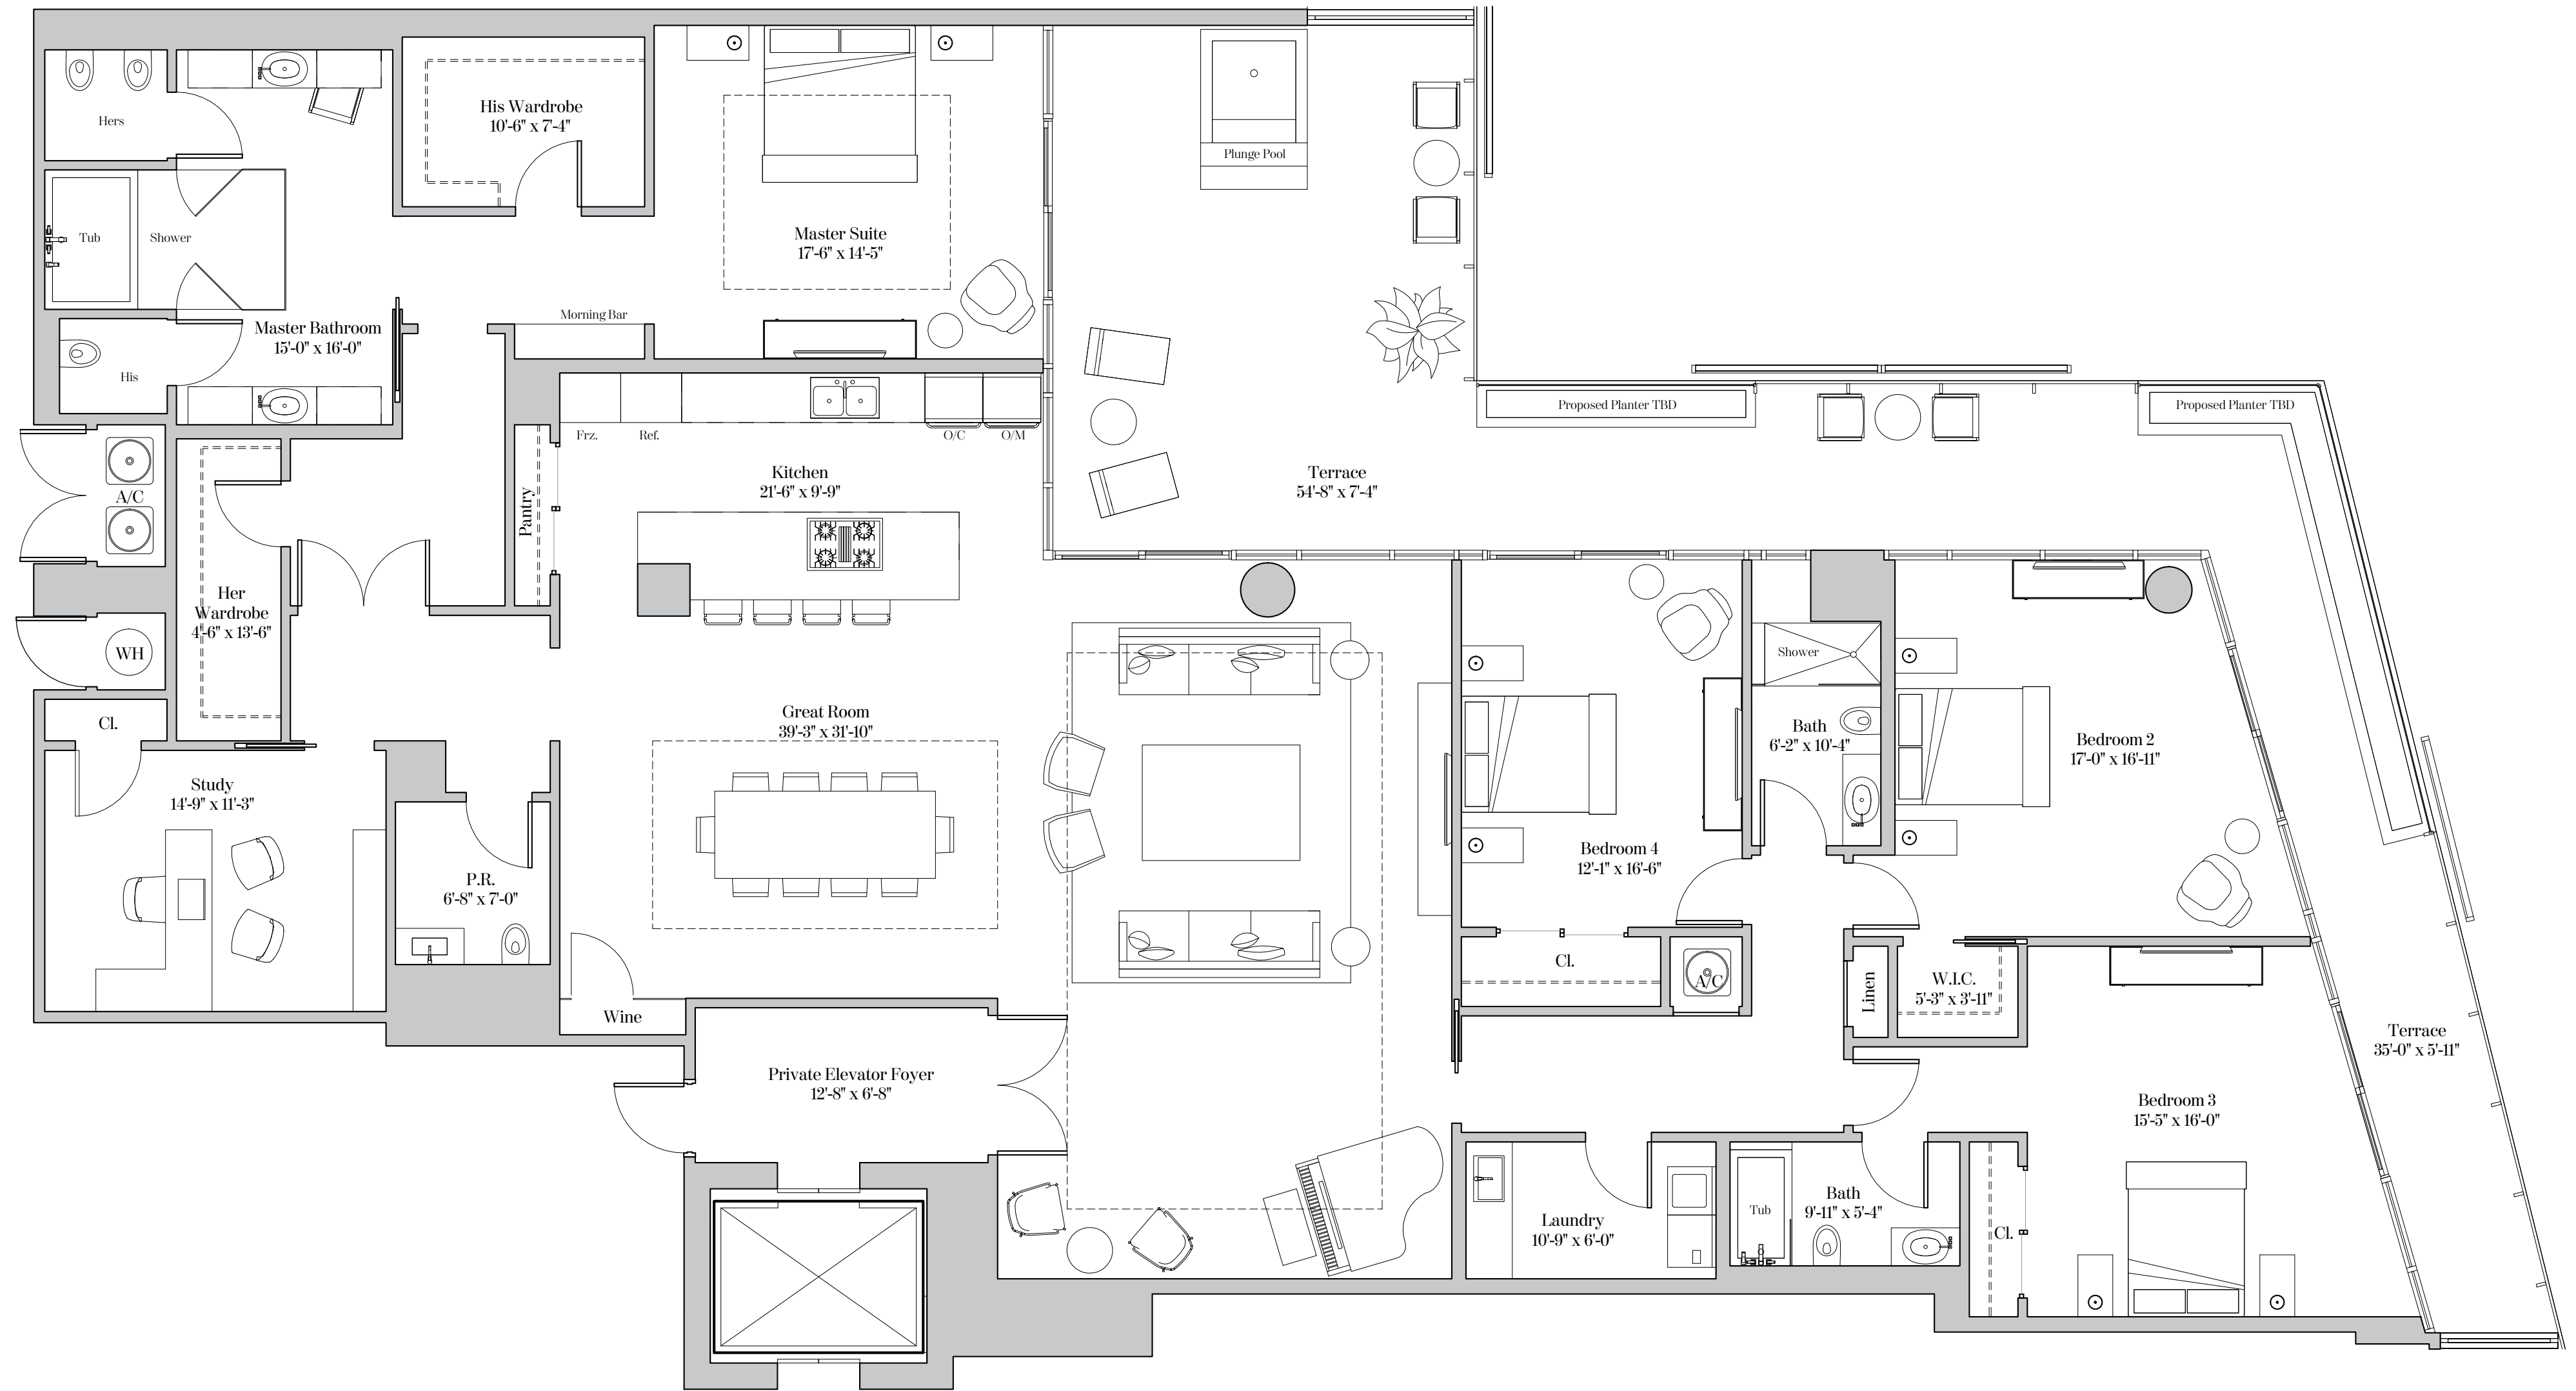 Hers
His Wardrobe
10'-6" x 7'-4"
Plunge Pool
Tub
Shower
Master Suite
17'-6" x 14'-5"
Morning Bar
Master Bathroom
15'-0" x 16'-0"
His
Proposed Planter TBD
Proposed Planter TBD
Frz.
Ref.
O/C
O/M
Kitchen
21'-6" x 9'-9"
Terrace
54'-8" x 7'-4"
A/C
Pantry
Her
Wardrobe
4'-6" x 13'-6"
WH
Shower
Cl.
Great Room
39'-3" x 31'-10"
Bath
6'-2" x 10'-4"
Bedroom 2
17'-0" x 16'-11"
Study
14'-9" x 11'-3"
Bedroom 4
12'-1" x 16'-6"
P.R.
6'-8" x 7'-0"
Cl.
A/C
Linen
W.I.C.
5'-3" x 3'-11"
Wine
Terrace
35'-0" x 5'-11"
Private Elevator Foyer
12'-8" x 6'-8"
Bedroom 3
15'-5" x 16'-0"
Laundry
10'-9" x 6'-0"
Tub
Bath
9'-11" x 5'-4"
Cl.